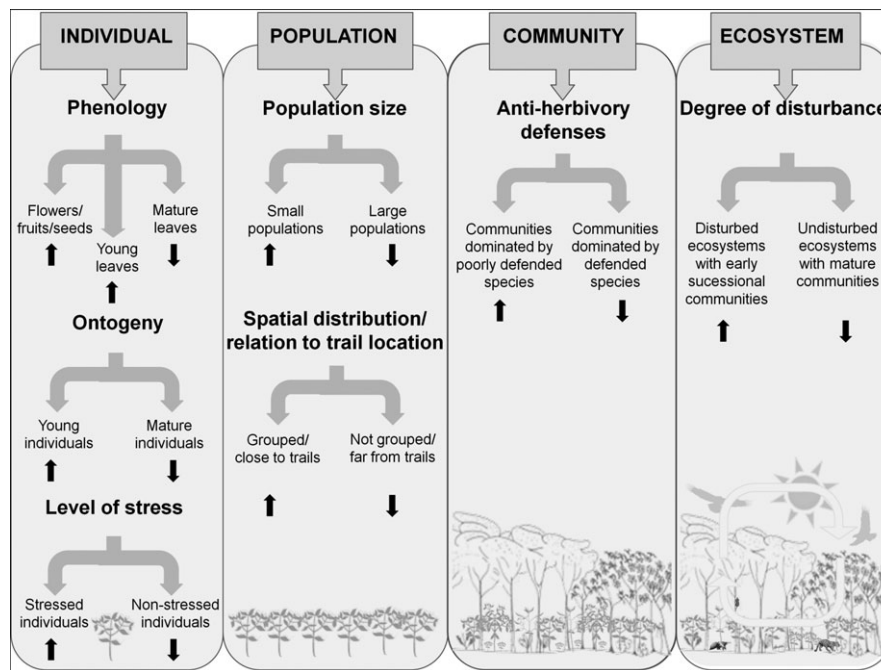 INDIVIDUAL
Phenology
Flowers/
fruits/seeds
Young
leaves
Mature
leaves
Ontogeny
Young
individuals
Mature
individuals
Level of stress
Stressed
individuals
Non-stressed
individuals
POPULATION
Population size
Small
populations
Large
populations
Spatial distribution/
relation to trail location
Grouped/
close to trails
Not grouped/
far from trails
COMMUNITY
Anti-herbivory
defenses
Communities
dominated by
poorly defended
species
Communities
dominated by
defended
species
ECOSYSTEM
Degree of disturbance
Disturbed
ecosystems
with early
sucessional
communities
Undisturbed
ecosystems
with mature
communities